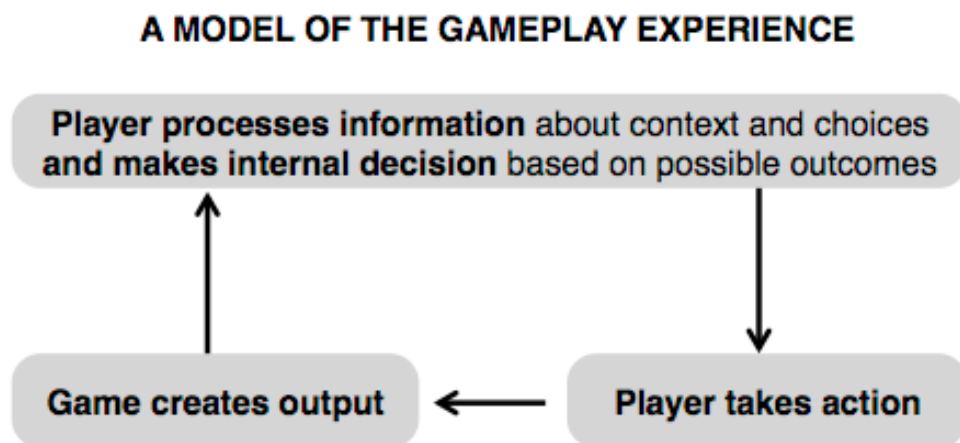 A MODEL OF THE GAMEPLAY EXPERIENCE
Player processes information about context and choices
and makes internal decision based on possible outcomes
Game creates output
Player takes action